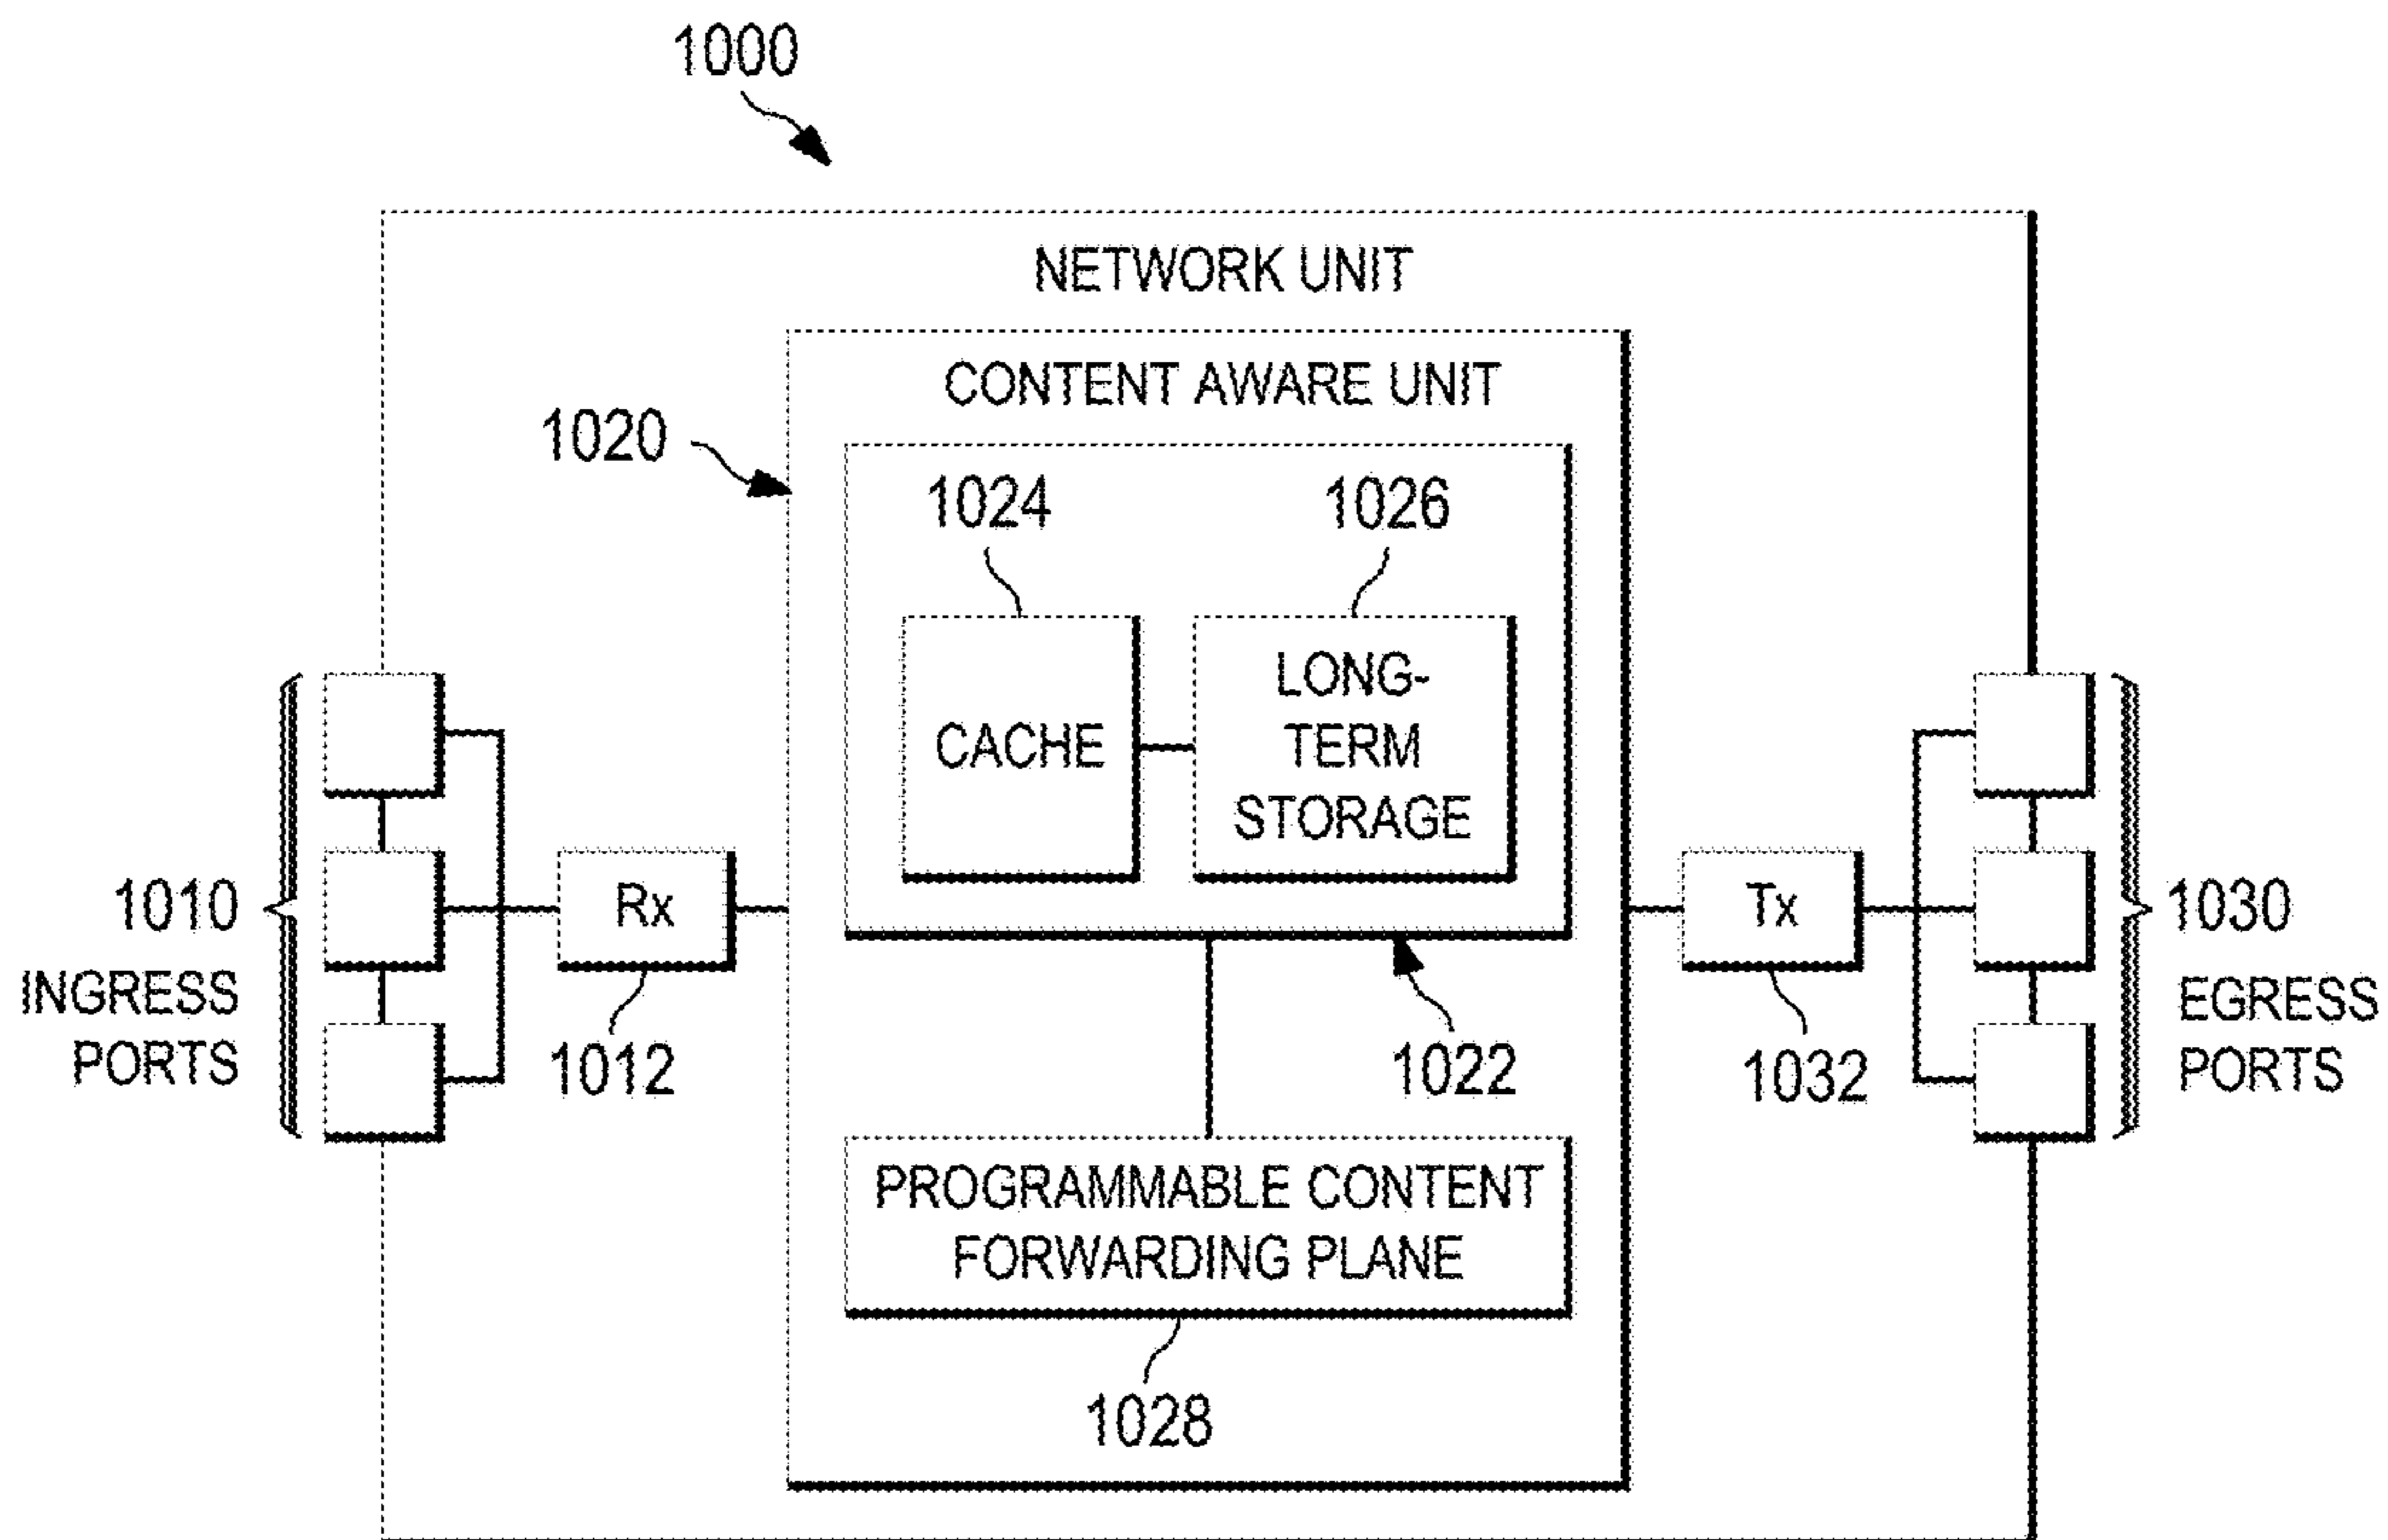 1000
NETWORK UNIT
CONTENT AWARE UNIT
1020
1024
1026
CACHE
LONG-
TERM
STORAGE
1010
INGRESS
PORTS
Rx
1012
1022
Tx
1032
1030
EGRESS
PORTS
PROGRAMMABLE CONTENT
FORWARDING PLANE
1028